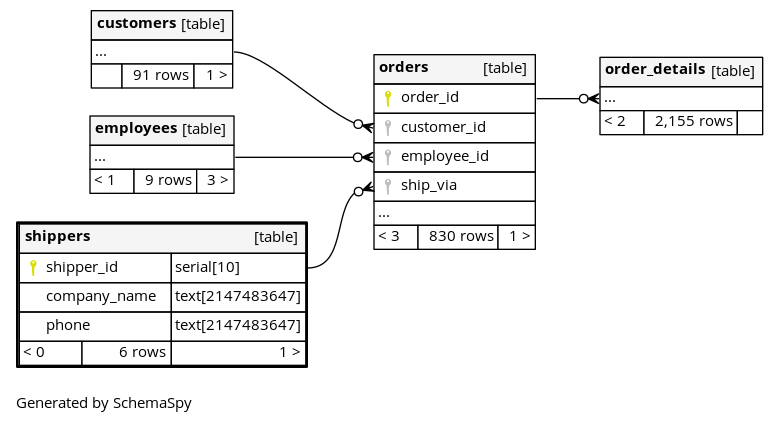 customers [table]
...
91 rows 1 >
employees [table]
...
< 1 9 rows 3 >
orders [table]
order_id
customer_id
employee_id
ship_via
...
< 3 830 rows 1 >
order_details [table]
...
< 2 2,155 rows
shippers [table]
shipper_id serial[10]
company_name text[2147483647]
phone text[2147483647]
< 0 6 rows 1 >
Generated by SchemaSpy